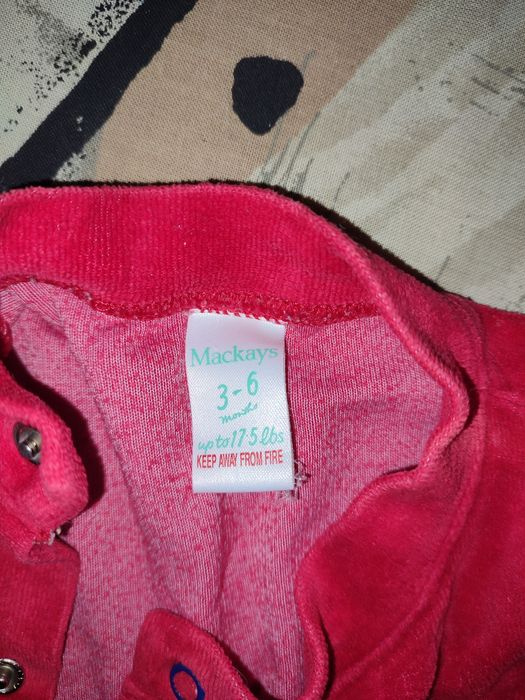 Mackays
3-6
months
up to 17·5 lbs
KEEP AWAY FROM FIRE